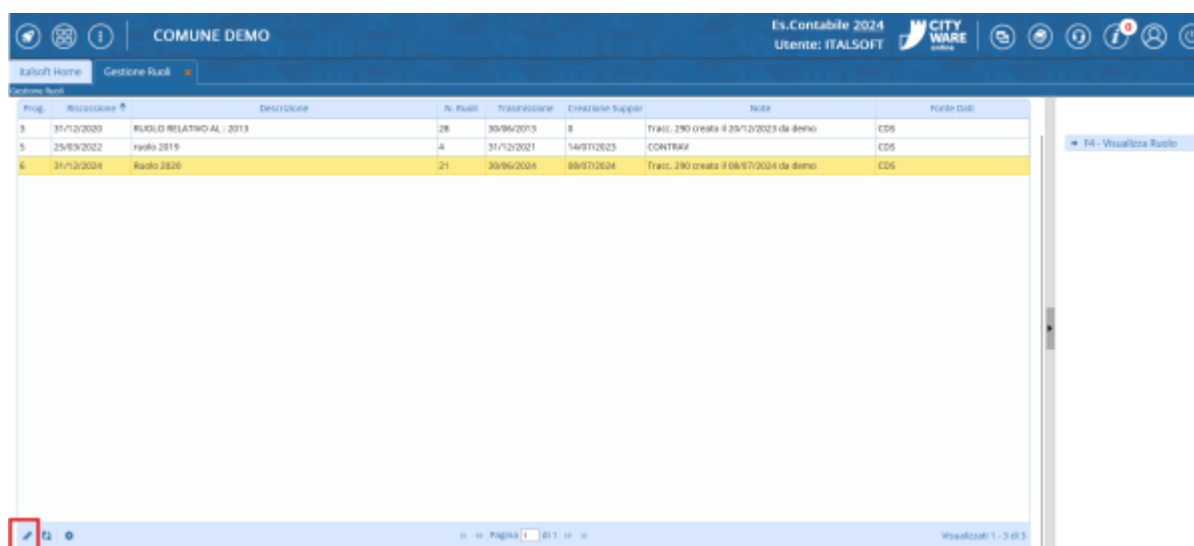 COMUNE DEMO
Es.Contabile 2024
Utente: ITALSOFT
CITY
WARE
online
0
italsoft Home
Gestione Ruoli
Gestione Ruoli
Prog. Riscossione Descrizione N. Ruoli Trasmissione Creazione Suppor Note Fonte Dati
3 31/12/2020 RUOLO RELATIVO AL : 2013 28 30/06/2013 0 Tracc. 290 creato il 20/12/2023 da demo CDS
5 25/03/2022 ruolo 2019 4 31/12/2021 14/07/2023 CONTRAV CDS
6 31/12/2024 Ruolo 2020 21 30/06/2024 08/07/2024 Tracc. 290 creato il 08/07/2024 da demo CDS
F4 - Visualizza Ruolo
Pagina 1 di 1
Visualizzati 1 - 3 di 3